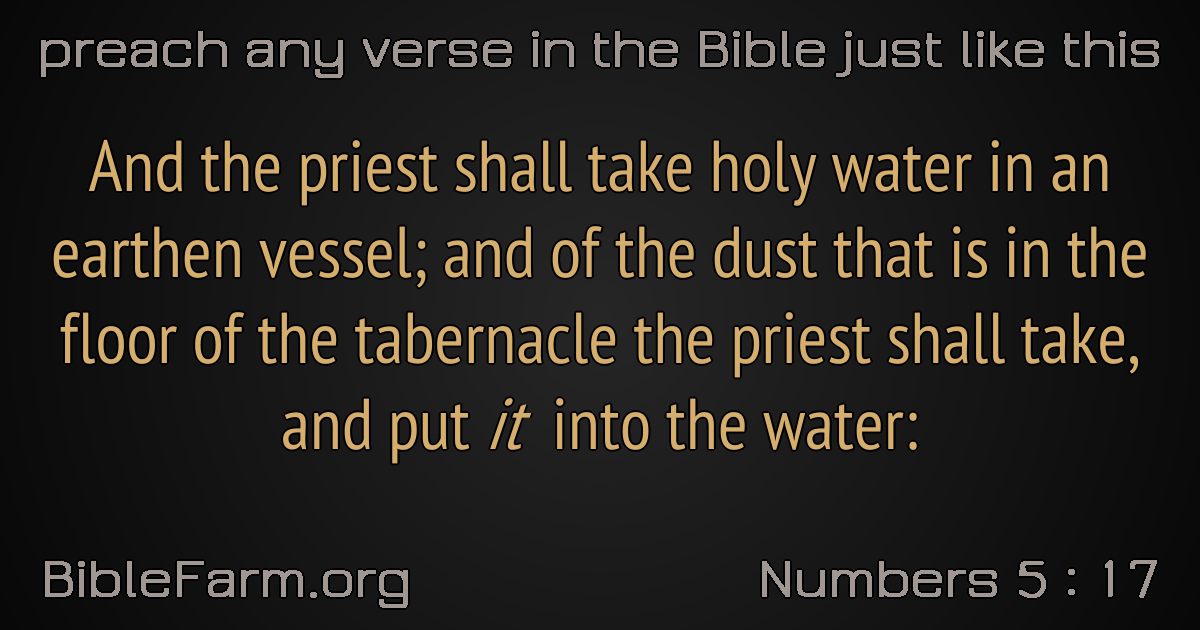 preach any verse in the Bible just like this
And the priest shall take holy water in an
earthen vessel; and of the dust that is in the
floor of the tabernacle the priest shall take,
and put it into the water:
BibleFarm.org
Numbers 5 : 17